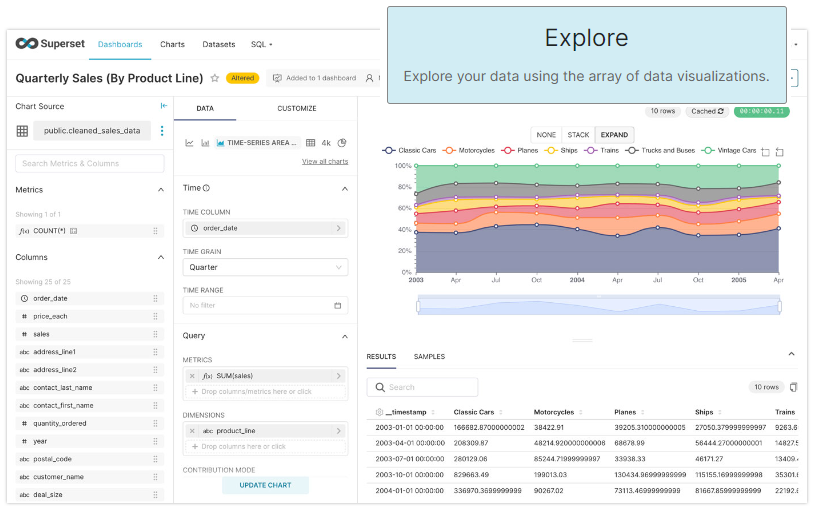 Explore
Explore your data using the array of data visualizations.
Superset
Dashboards Charts Datasets SQL
Quarterly Sales (By Product Line) Altered Added to 1 dashboard
Chart Source
public.cleaned_sales_data
Search Metrics & Columns
Metrics
Showing 1 of 1
f(x) COUNT(*)
Columns
Showing 25 of 25
order_date
# price_each
# sales
abc address_line1
abc address_line2
abc contact_last_name
abc contact_first_name
# quantity_ordered
# year
abc postal_code
abc customer_name
abc deal_size
DATA CUSTOMIZE
TIME-SERIES AREA ... 4k
View all charts
Time
TIME COLUMN
order_date
TIME GRAIN
Quarter
TIME RANGE
No filter
Query
METRICS
f(x) SUM(sales)
+ Drop columns/metrics here or click
DIMENSIONS
abc product_line
+ Drop columns here or click
CONTRIBUTION MODE
UPDATE CHART
10 rows Cached 00:00:00.11
NONE STACK EXPAND
Classic Cars Motorcycles Planes Ships Trains Trucks and Buses Vintage Cars
100%
80%
60%
40%
20%
0%
2003 Apr Jul Oct 2004 Apr Jul Oct 2005 Apr
RESULTS SAMPLES
Search 10 rows
__timestamp Classic Cars Motorcycles Planes Ships Trains
2003-01-01 00:00:00 166682.87000000002 38422.91 39205.310000000005 27050.379999999997 9263.6
2003-04-01 00:00:00 208309.87 48214.920000000006 68678.99 56444.27000000001 14827.5
2003-07-01 00:00:00 280129.06 85244.71999999997 33938.33 46171.27 13409.
2003-10-01 00:00:00 829663.49 199013.03 130434.96999999999 115155.16999999998 35301.
2004-01-01 00:00:00 336970.3699999999 90267.02 73113.46999999999 81667.85999999999 22192.